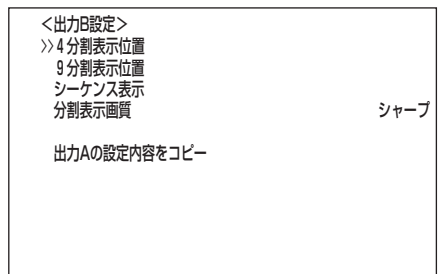 <出力B設定>
>>4分割表示位置
9分割表示位置
シーケンス表示
分割表示画質 シャープ
出力Aの設定内容をコピー